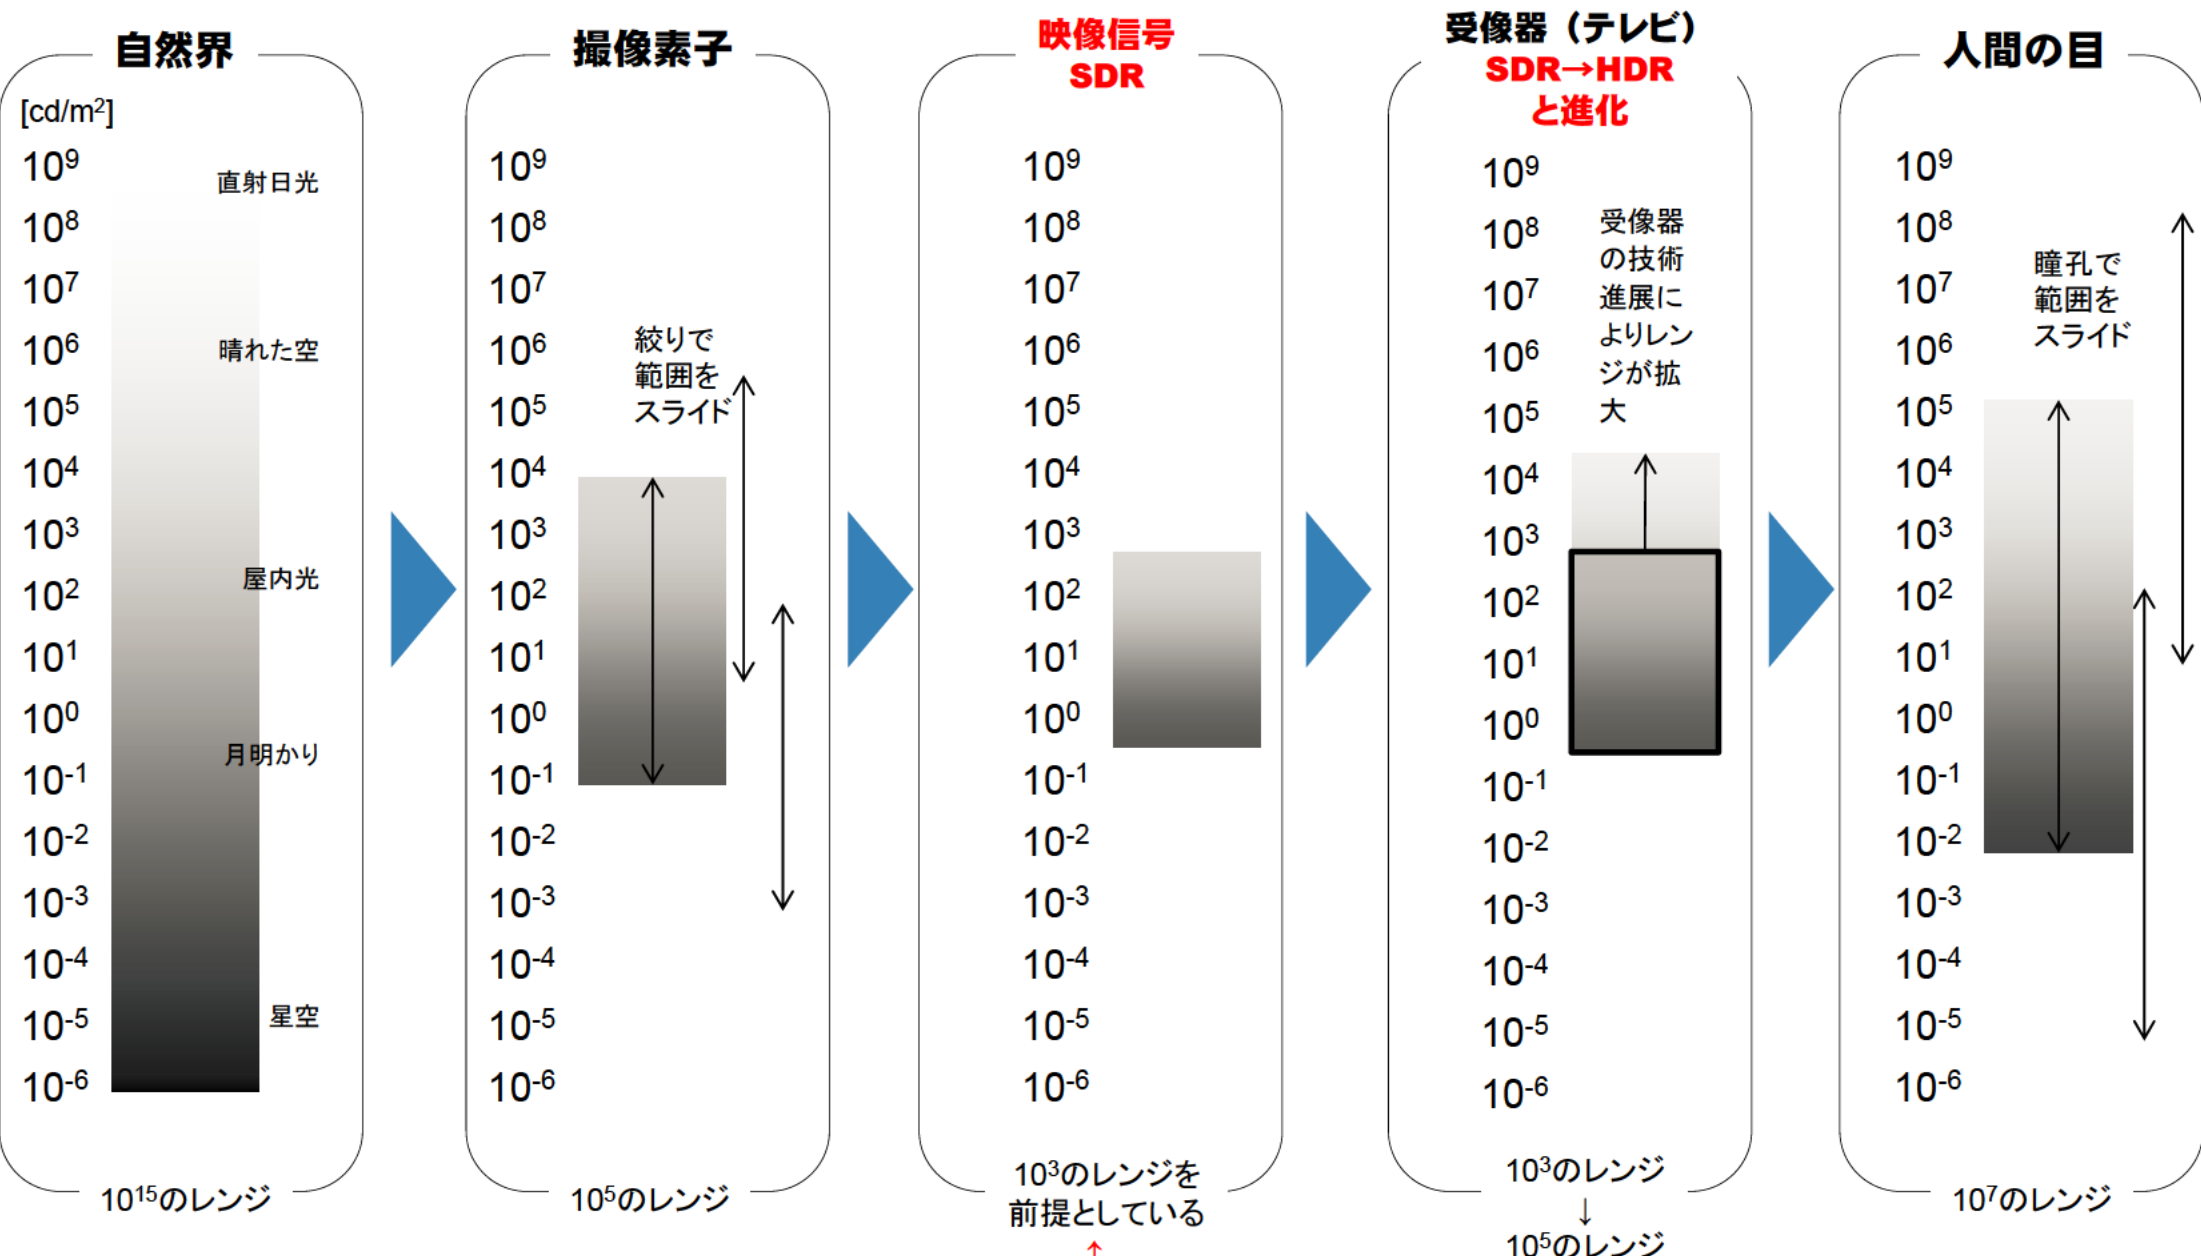 自然界
[cd/m²]
10⁹
10⁸
10⁷
10⁶
10⁵
10⁴
10³
10²
10¹
10⁰
10⁻¹
10⁻²
10⁻³
10⁻⁴
10⁻⁵
10⁻⁶
直射日光
晴れた空
屋内光
月明かり
星空
10¹⁵のレンジ
撮像素子
10⁹
10⁸
10⁷
10⁶
10⁵
10⁴
10³
10²
10¹
10⁰
10⁻¹
10⁻²
10⁻³
10⁻⁴
10⁻⁵
10⁻⁶
絞りで
範囲を
スライド
10⁵のレンジ
映像信号
SDR
10⁹
10⁸
10⁷
10⁶
10⁵
10⁴
10³
10²
10¹
10⁰
10⁻¹
10⁻²
10⁻³
10⁻⁴
10⁻⁵
10⁻⁶
10³のレンジを
前提としている
↑
受像器（テレビ）
SDR→HDR
と進化
10⁹
10⁸
10⁷
10⁶
10⁵
10⁴
10³
10²
10¹
10⁰
10⁻¹
10⁻²
10⁻³
10⁻⁴
10⁻⁵
10⁻⁶
受像器
の技術
進展に
よりレン
ジが拡
大
10³のレンジ
↓
10⁵のレンジ
人間の目
10⁹
10⁸
10⁷
10⁶
10⁵
10⁴
10³
10²
10¹
10⁰
10⁻¹
10⁻²
10⁻³
10⁻⁴
10⁻⁵
10⁻⁶
瞳孔で
範囲を
スライド
10⁷のレンジ